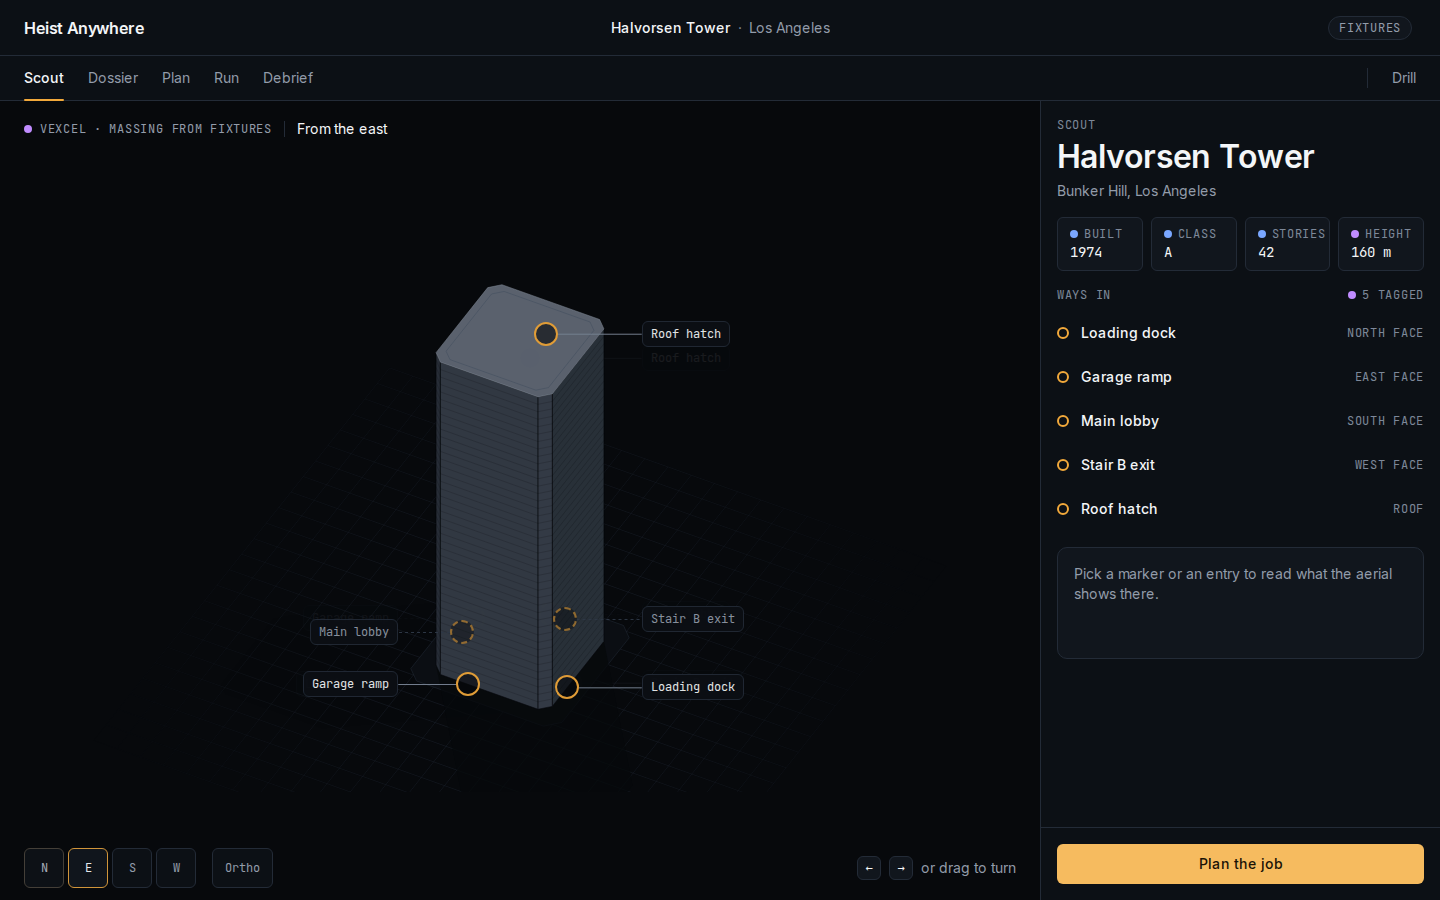 Heist Anywhere
Halvorsen Tower · Los Angeles
FIXTURES
Scout
Dossier
Plan
Run
Debrief
Drill
VEXCEL · MASSING FROM FIXTURES
From the east
Roof hatch
Roof hatch
Main lobby
Stair B exit
Garage ramp
Loading dock
N
E
S
W
Ortho
← → or drag to turn
SCOUT
Halvorsen Tower
Bunker Hill, Los Angeles
BUILT
1974
CLASS
A
STORIES
42
HEIGHT
160 m
WAYS IN
5 TAGGED
Loading dock
NORTH FACE
Garage ramp
EAST FACE
Main lobby
SOUTH FACE
Stair B exit
WEST FACE
Roof hatch
ROOF
Pick a marker or an entry to read what the aerial
shows there.
Plan the job